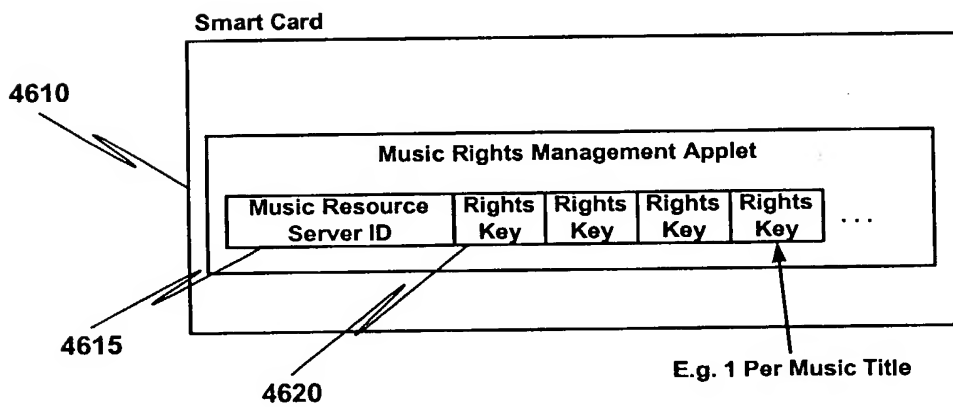 Smart Card
4610
Music Rights Management Applet
Music Resource Server ID
Rights Key
Rights Key
Rights Key
Rights Key
...
4615
4620
E.g. 1 Per Music Title